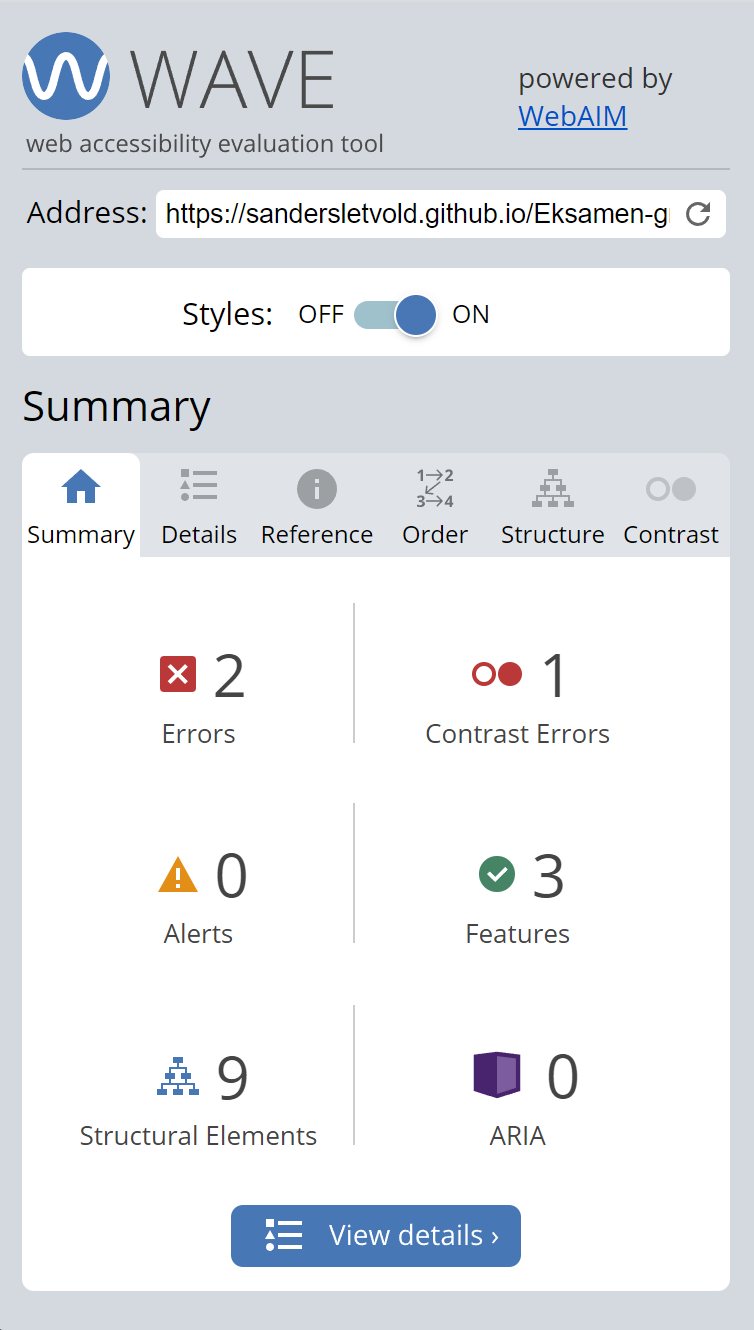 WAVE
web accessibility evaluation tool
powered by
WebAIM
Address: https://sandersletvold.github.io/Eksamen-g
Styles: OFF ON
Summary
1→2
3→4
Summary Details Reference Order Structure Contrast
2 1
Errors Contrast Errors
0 3
Alerts Features
9 0
Structural Elements ARIA
View details ›